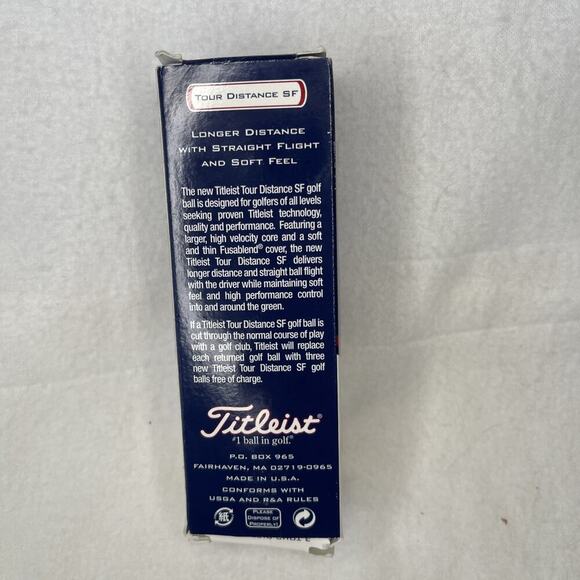 TOUR DISTANCE SF
LONGER DISTANCE
WITH STRAIGHT FLIGHT
AND SOFT FEEL
The new Titleist Tour Distance SF golf
ball is designed for golfers of all levels
seeking proven Titleist technology,
quality and performance. Featuring a
larger, high velocity core and a soft
and thin Fusablend® cover, the new
Titleist Tour Distance SF delivers
longer distance and straight ball flight
with the driver while maintaining soft
feel and high performance control
into and around the green.
If a Titleist Tour Distance SF golf ball is
cut through the normal course of play
with a golf club, Titleist will replace
each returned golf ball with three
new Titleist Tour Distance SF golf
balls free of charge.
Titleist®
#1 ball in golf.®
P.O. BOX 965
FAIRHAVEN, MA 02719-0965
MADE IN U.S.A.
CONFORMS WITH
USGA AND R&A RULES
紙
PLEASE
DISPOSE OF
PROPERLY!